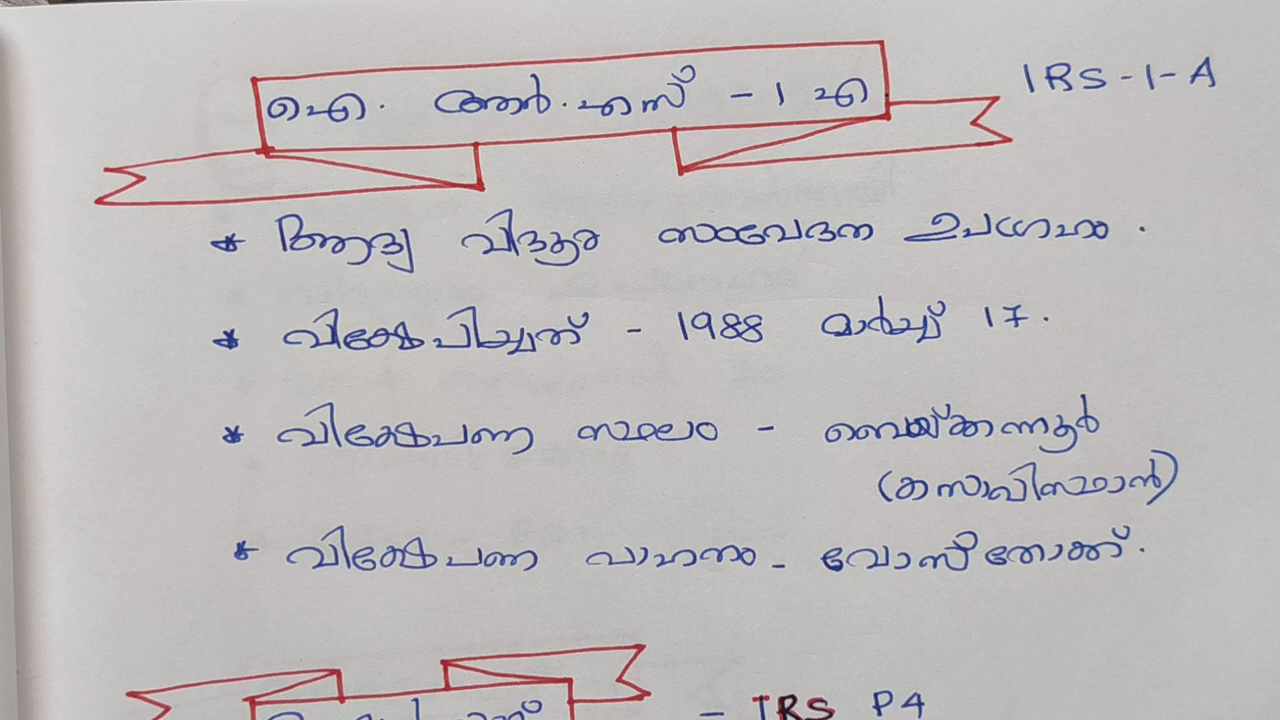 ഐ. ആർ.എസ് - 1 എ IRS-1-A
* ആദ്യ വിദൂര സംവേദന ഉപഗ്രഹം.
* വിക്ഷേപിച്ചത് - 1988 മാർച്ച് 17.
* വിക്ഷേപണ സ്ഥലം - ബൈയ്ക്കന്നൂർ
(കസാഖിസ്ഥാൻ)
* വിക്ഷേപണ വാഹനം - വോസ്തോക്ക്.
- IRS P4